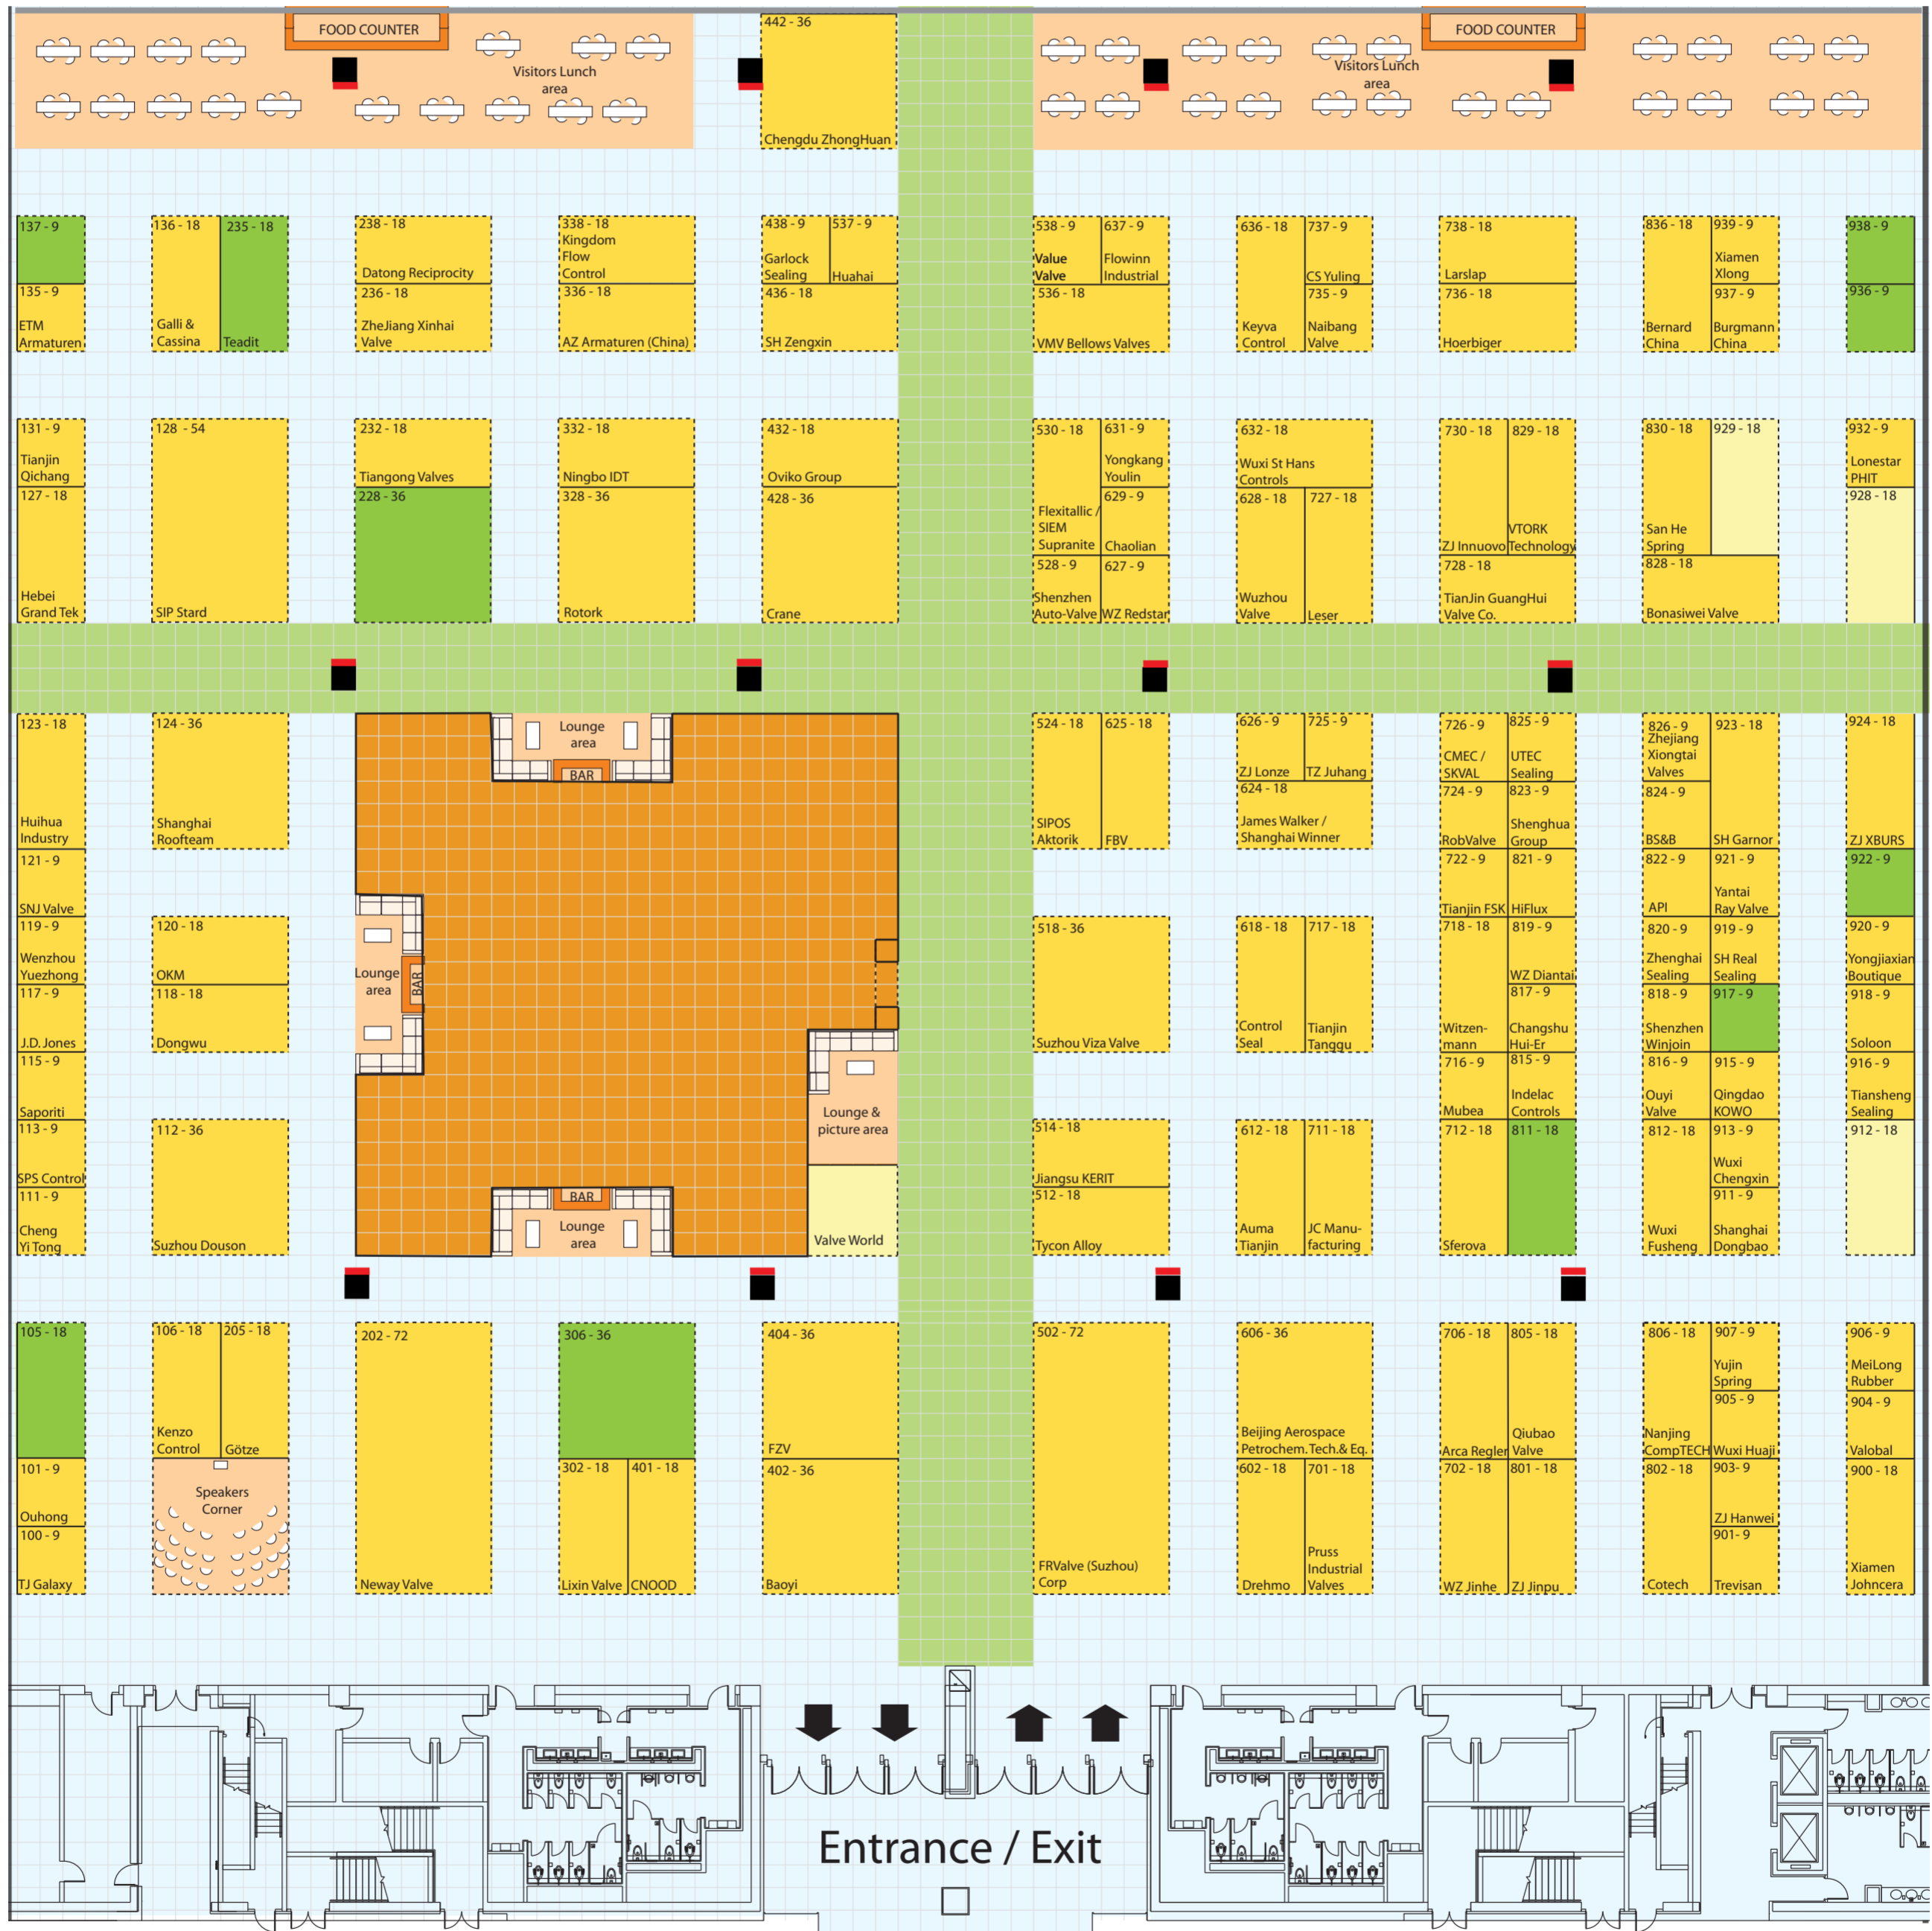 FOOD COUNTER
Visitors Lunch
area
442 - 36
Chengdu ZhongHuan
FOOD COUNTER
Visitors Lunch
area
137 - 9
135 - 9
ETM
Armaturen
136 - 18
Galli &
Cassina
235 - 18
Teadit
238 - 18
Datong Reciprocity
236 - 18
ZheJiang Xinhai
Valve
338 - 18
Kingdom
Flow
Control
336 - 18
AZ Armaturen (China)
438 - 9
Garlock
Sealing
537 - 9
Huahai
436 - 18
SH Zengxin
538 - 9
Value
Valve
637 - 9
Flowinn
Industrial
536 - 18
VMV Bellows Valves
636 - 18
Keyva
Control
737 - 9
CS Yuling
735 - 9
Naibang
Valve
738 - 18
Larslap
736 - 18
Hoerbiger
836 - 18
Bernard
China
939 - 9
Xiamen
Xlong
937 - 9
Burgmann
China
938 - 9
936 - 9
131 - 9
Tianjin
Qichang
127 - 18
Hebei
Grand Tek
128 - 54
SIP Stard
232 - 18
Tiangong Valves
228 - 36
332 - 18
Ningbo IDT
328 - 36
Rotork
432 - 18
Oviko Group
428 - 36
Crane
530 - 18
Flexitallic /
SIEM
Supranite
631 - 9
Yongkang
Youlin
629 - 9
Chaolian
528 - 9
Shenzhen
Auto-Valve
627 - 9
WZ Redstar
632 - 18
Wuxi St Hans
Controls
628 - 18
Wuzhou
Valve
727 - 18
Leser
730 - 18
ZJ Innuovo
829 - 18
VTORK
Technology
728 - 18
TianJin GuangHui
Valve Co.
830 - 18
San He
Spring
929 - 18
828 - 18
Bonasiwei Valve
932 - 9
Lonestar
PHIT
928 - 18
123 - 18
Huihua
Industry
121 - 9
SNJ Valve
119 - 9
Wenzhou
Yuezhong
117 - 9
J.D. Jones
115 - 9
Saporiti
113 - 9
SPS Control
111 - 9
Cheng
Yi Tong
124 - 36
Shanghai
Roofteam
120 - 18
OKM
118 - 18
Dongwu
112 - 36
Suzhou Douson
Lounge
area
BAR
Lounge
area
BAR
Lounge &
picture area
Valve World
BAR
Lounge
area
524 - 18
SIPOS
Aktorik
625 - 18
FBV
518 - 36
Suzhou Viza Valve
514 - 18
Jiangsu KERIT
512 - 18
Tycon Alloy
626 - 9
ZJ Lonze
725 - 9
TZ Juhang
624 - 18
James Walker /
Shanghai Winner
618 - 18
Control
Seal
717 - 18
Tianjin
Tanggu
612 - 18
Auma
Tianjin
711 - 18
JC Manu-
facturing
726 - 9
CMEC /
SKVAL
825 - 9
UTEC
Sealing
724 - 9
RobValve
823 - 9
Shenghua
Group
722 - 9
Tianjin FSK
821 - 9
HiFlux
718 - 18
Witzen-
mann
819 - 9
WZ Diantai
817 - 9
Changshu
Hui-Er
716 - 9
Mubea
815 - 9
Indelac
Controls
712 - 18
Sferova
811 - 18
826 - 9
Zhejiang
Xiongtai
Valves
923 - 18
SH Garnor
824 - 9
BS&B
822 - 9
API
921 - 9
Yantai
Ray Valve
820 - 9
Zhenghai
Sealing
919 - 9
SH Real
Sealing
818 - 9
Shenzhen
Winjoin
917 - 9
816 - 9
Ouyi
Valve
915 - 9
Qingdao
KOWO
812 - 18
Wuxi
Fusheng
913 - 9
Wuxi
Chengxin
911 - 9
Shanghai
Dongbao
924 - 18
ZJ XBURS
922 - 9
920 - 9
Yongjiaxian
Boutique
918 - 9
Soloon
916 - 9
Tiansheng
Sealing
912 - 18
105 - 18
101 - 9
Ouhong
100 - 9
TJ Galaxy
106 - 18
Kenzo
Control
205 - 18
Götze
Speakers
Corner
202 - 72
Neway Valve
306 - 36
302 - 18
Lixin Valve
401 - 18
CNOOD
404 - 36
FZV
402 - 36
Baoyi
502 - 72
FRValve (Suzhou)
Corp
606 - 36
Beijing Aerospace
Petrochem. Tech.& Eq.
602 - 18
Drehmo
701 - 18
Pruss
Industrial
Valves
706 - 18
Arca Regler
805 - 18
Qiubao
Valve
702 - 18
WZ Jinhe
801 - 18
ZJ Jinpu
806 - 18
Nanjing
CompTECH
907 - 9
Yujin
Spring
905 - 9
Wuxi Huaji
802 - 18
Cotech
903- 9
ZJ Hanwei
901- 9
Trevisan
906 - 9
MeiLong
Rubber
904 - 9
Valobal
900 - 18
Xiamen
Johncera
Entrance / Exit